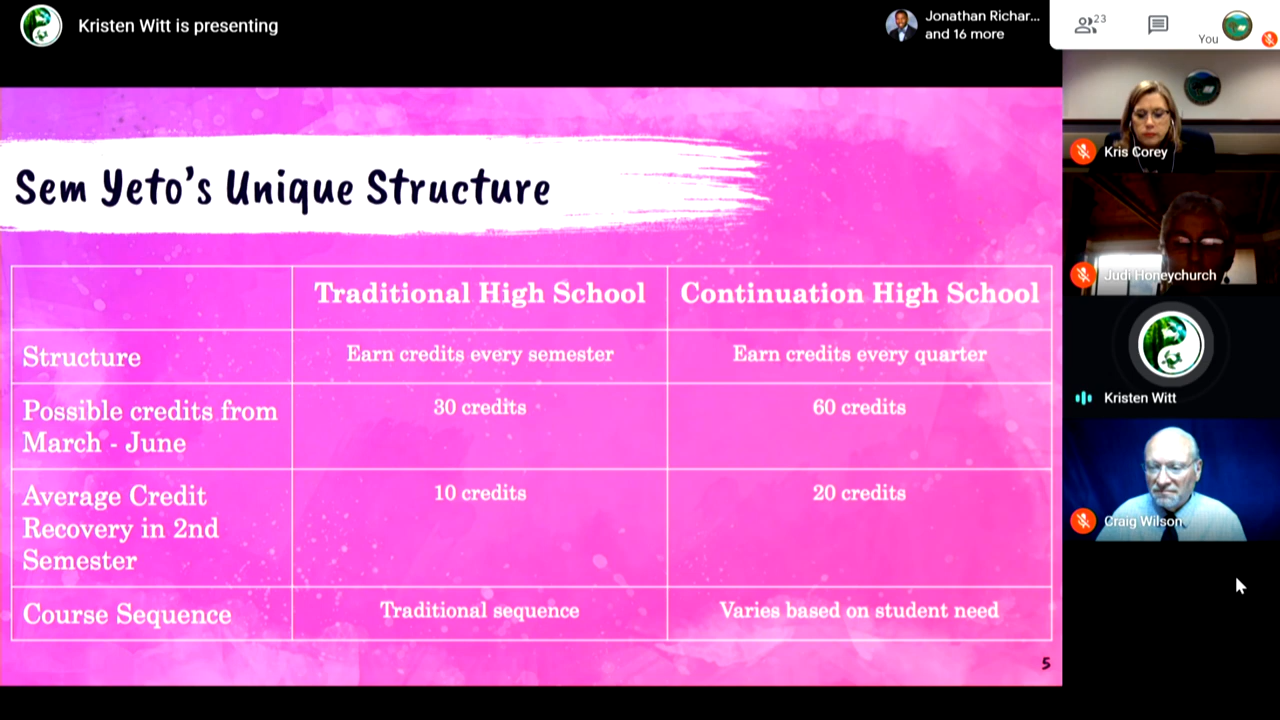 Kristen Witt is presenting
Jonathan Richar...
and 16 more
23
You
Sem Yeto's Unique Structure
Traditional High School
Continuation High School
Structure
Earn credits every semester
Earn credits every quarter
Possible credits from
March - June
30 credits
60 credits
Average Credit
Recovery in 2nd
Semester
10 credits
20 credits
Course Sequence
Traditional sequence
Varies based on student need
5
Kris Corey
Judi Honeychurch
Kristen Witt
Craig Wilson